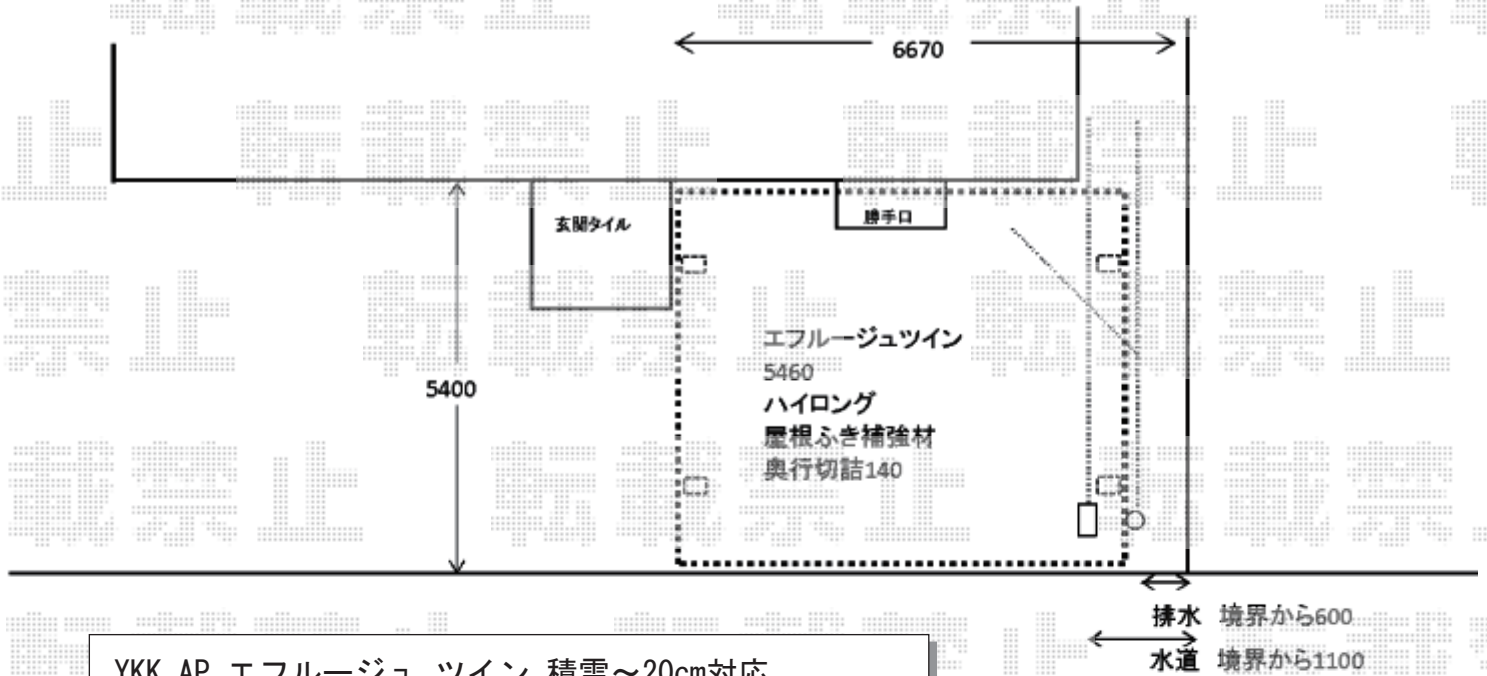 6670
玄関タイル
勝手口
エフルージュツイン
5460
ハイロング
屋根ふき補強材
奥行切詰140
5400
排水 境界から600
水道 境界から1100
YKK AP エフルージュ ツイン 積雪～20cm対応
転載禁止